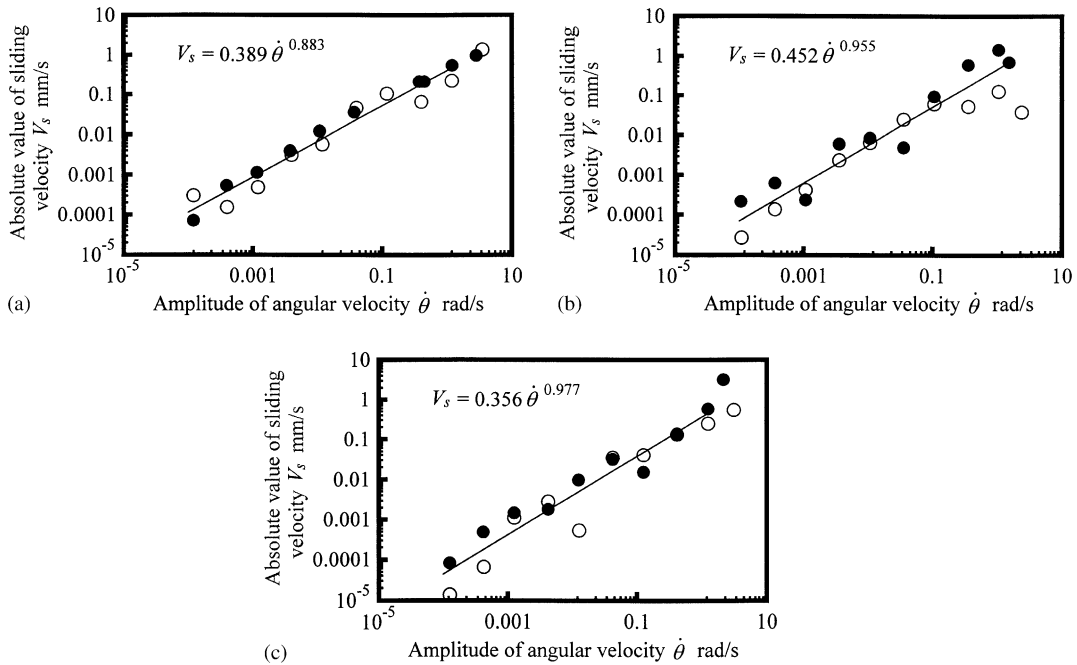 10
1
0.1
0.01
0.001
0.0001
10^-5
Absolute value of sliding
velocity V_s mm/s
V_s = 0.389 θ̇ ^0.883
10^-5 0.001 0.1 10
Amplitude of angular velocity θ̇ rad/s
(a)
10
1
0.1
0.01
0.001
0.0001
10^-5
Absolute value of sliding
velocity V_s mm/s
V_s = 0.452 θ̇ ^0.955
10^-5 0.001 0.1 10
Amplitude of angular velocity θ̇ rad/s
(b)
10
1
0.1
0.01
0.001
0.0001
10^-5
Absolute value of sliding
velocity V_s mm/s
V_s = 0.356 θ̇ ^0.977
10^-5 0.001 0.1 10
Amplitude of angular velocity θ̇ rad/s
(c)